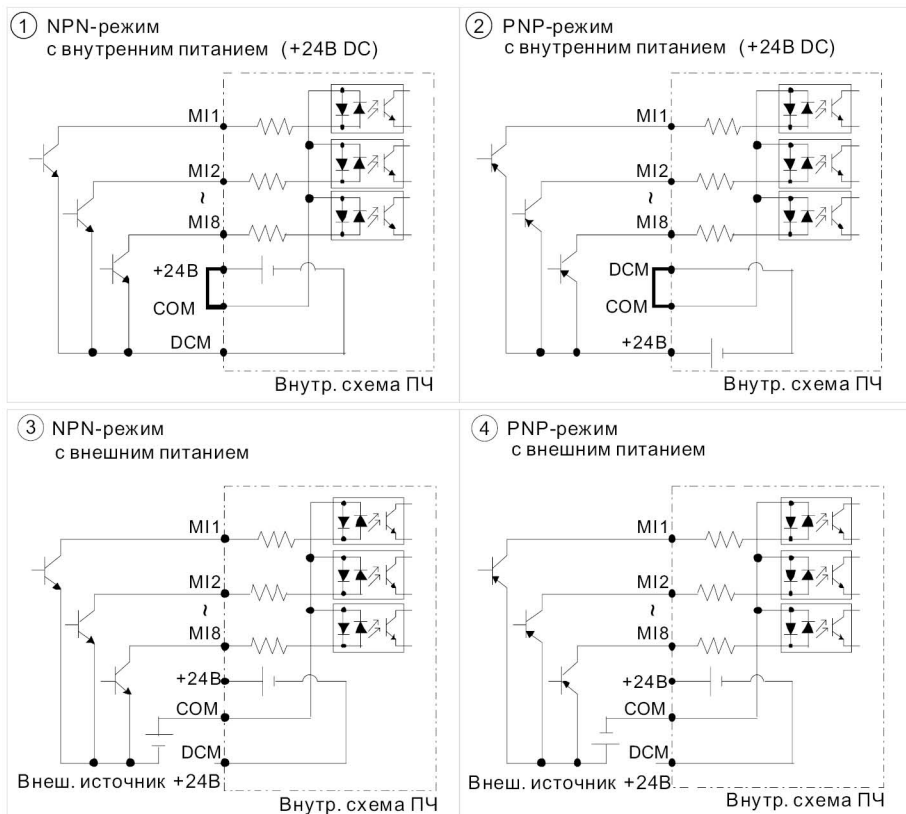 1 NPN-режим
с внутренним питанием (+24В DC)
MI1
MI2
~
MI8
+24В
COM
DCM
Внутр. схема ПЧ
2 PNP-режим
с внутренним питанием (+24В DC)
MI1
MI2
~
MI8
DCM
COM
+24В
Внутр. схема ПЧ
3 NPN-режим
с внешним питанием
MI1
MI2
~
MI8
+24В
COM
DCM
Внеш. источник +24В
Внутр. схема ПЧ
4 PNP-режим
с внешним питанием
MI1
MI2
~
MI8
+24В
COM
DCM
Внеш. источник +24В
Внутр. схема ПЧ